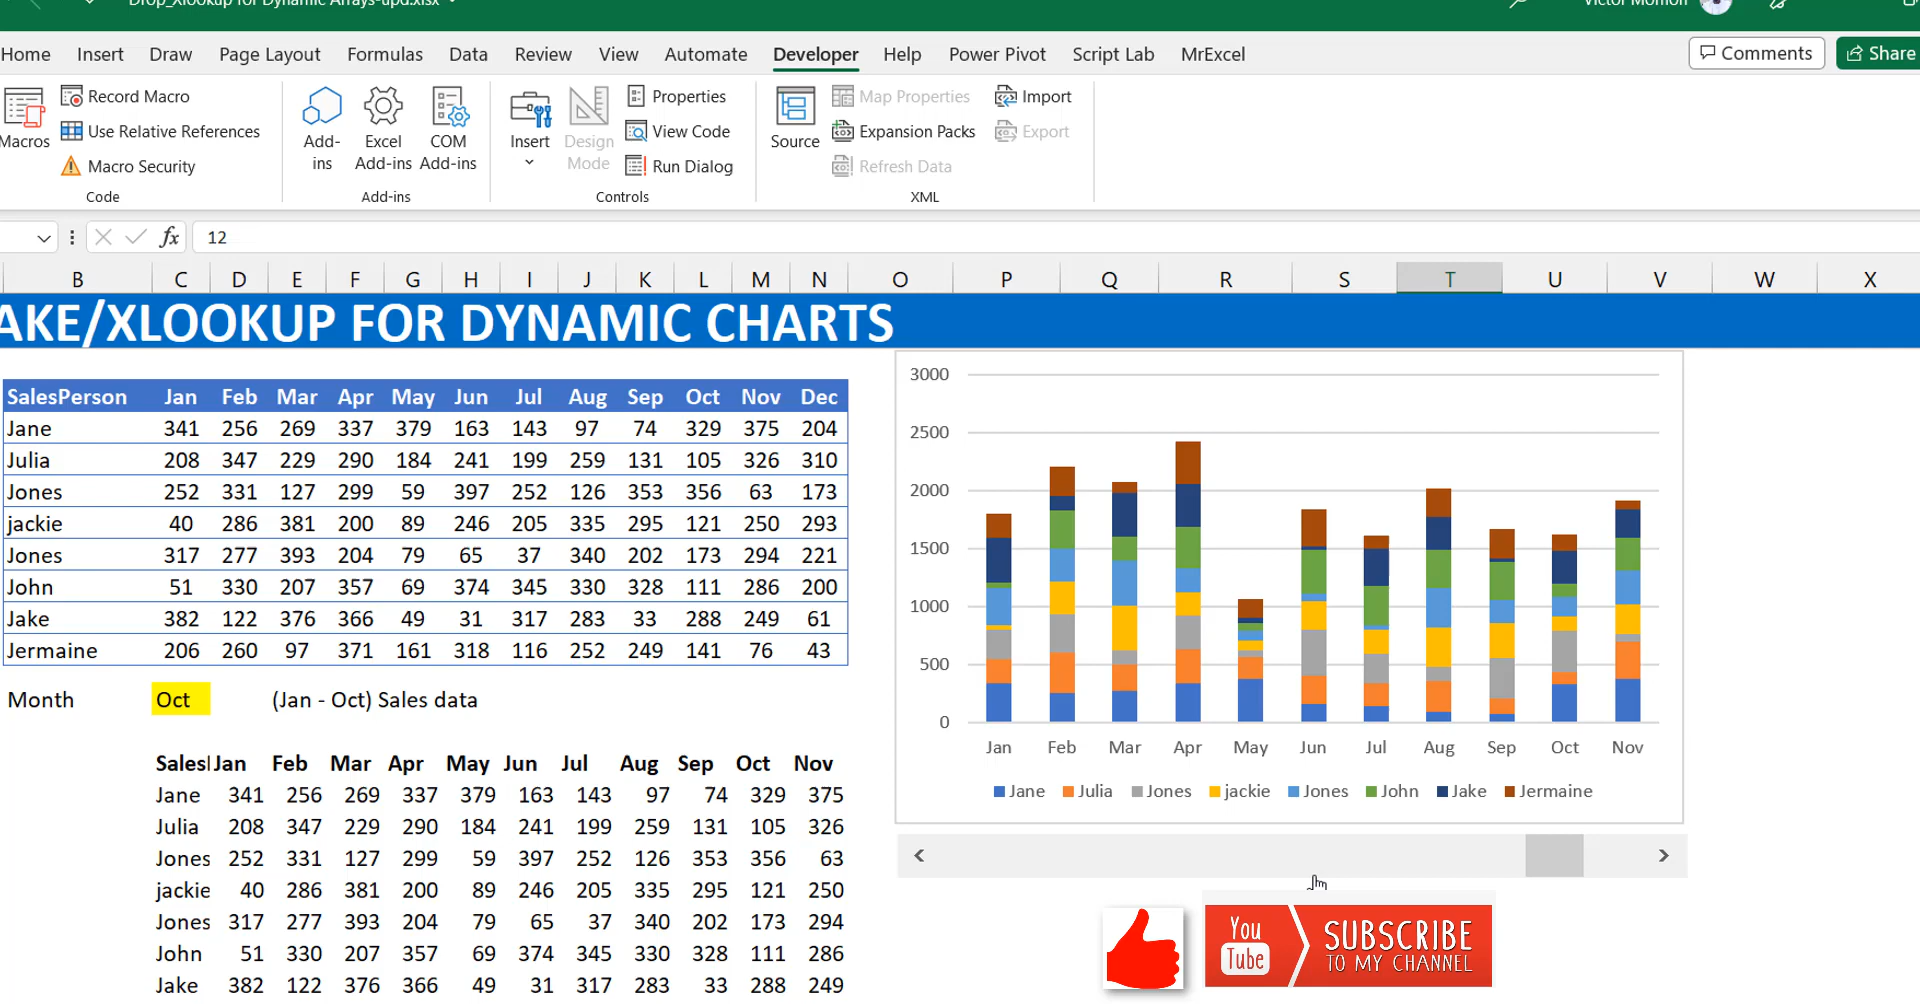 Drop_Xlookup for Dynamic Arrays-upd.xlsx
Home Insert Draw Page Layout Formulas Data Review View Automate Developer Help Power Pivot Script Lab MrExcel Comments Share
Macros Record Macro Use Relative References Macro Security
Code
Add-ins Excel Add-ins COM Add-ins
Add-ins
Insert Design Mode Properties View Code Run Dialog
Controls
Source Map Properties Expansion Packs Refresh Data Import Export
XML
fx 12
B C D E F G H I J K L M N O P Q R S T U V W X
AKE/XLOOKUP FOR DYNAMIC CHARTS
SalesPerson Jan Feb Mar Apr May Jun Jul Aug Sep Oct Nov Dec
Jane 341 256 269 337 379 163 143 97 74 329 375 204
Julia 208 347 229 290 184 241 199 259 131 105 326 310
Jones 252 331 127 299 59 397 252 126 353 356 63 173
jackie 40 286 381 200 89 246 205 335 295 121 250 293
Jones 317 277 393 204 79 65 37 340 202 173 294 221
John 51 330 207 357 69 374 345 330 328 111 286 200
Jake 382 122 376 366 49 31 317 283 33 288 249 61
Jermaine 206 260 97 371 161 318 116 252 249 141 76 43
Month Oct (Jan - Oct) Sales data
Sales Jan Feb Mar Apr May Jun Jul Aug Sep Oct Nov
Jane 341 256 269 337 379 163 143 97 74 329 375
Julia 208 347 229 290 184 241 199 259 131 105 326
Jones 252 331 127 299 59 397 252 126 353 356 63
jackie 40 286 381 200 89 246 205 335 295 121 250
Jones 317 277 393 204 79 65 37 340 202 173 294
John 51 330 207 357 69 374 345 330 328 111 286
Jake 382 122 376 366 49 31 317 283 33 288 249
3000
2500
2000
1500
1000
500
0
Jan Feb Mar Apr May Jun Jul Aug Sep Oct Nov
Jane Julia Jones jackie Jones John Jake Jermaine
You Tube
SUBSCRIBE
TO MY CHANNEL